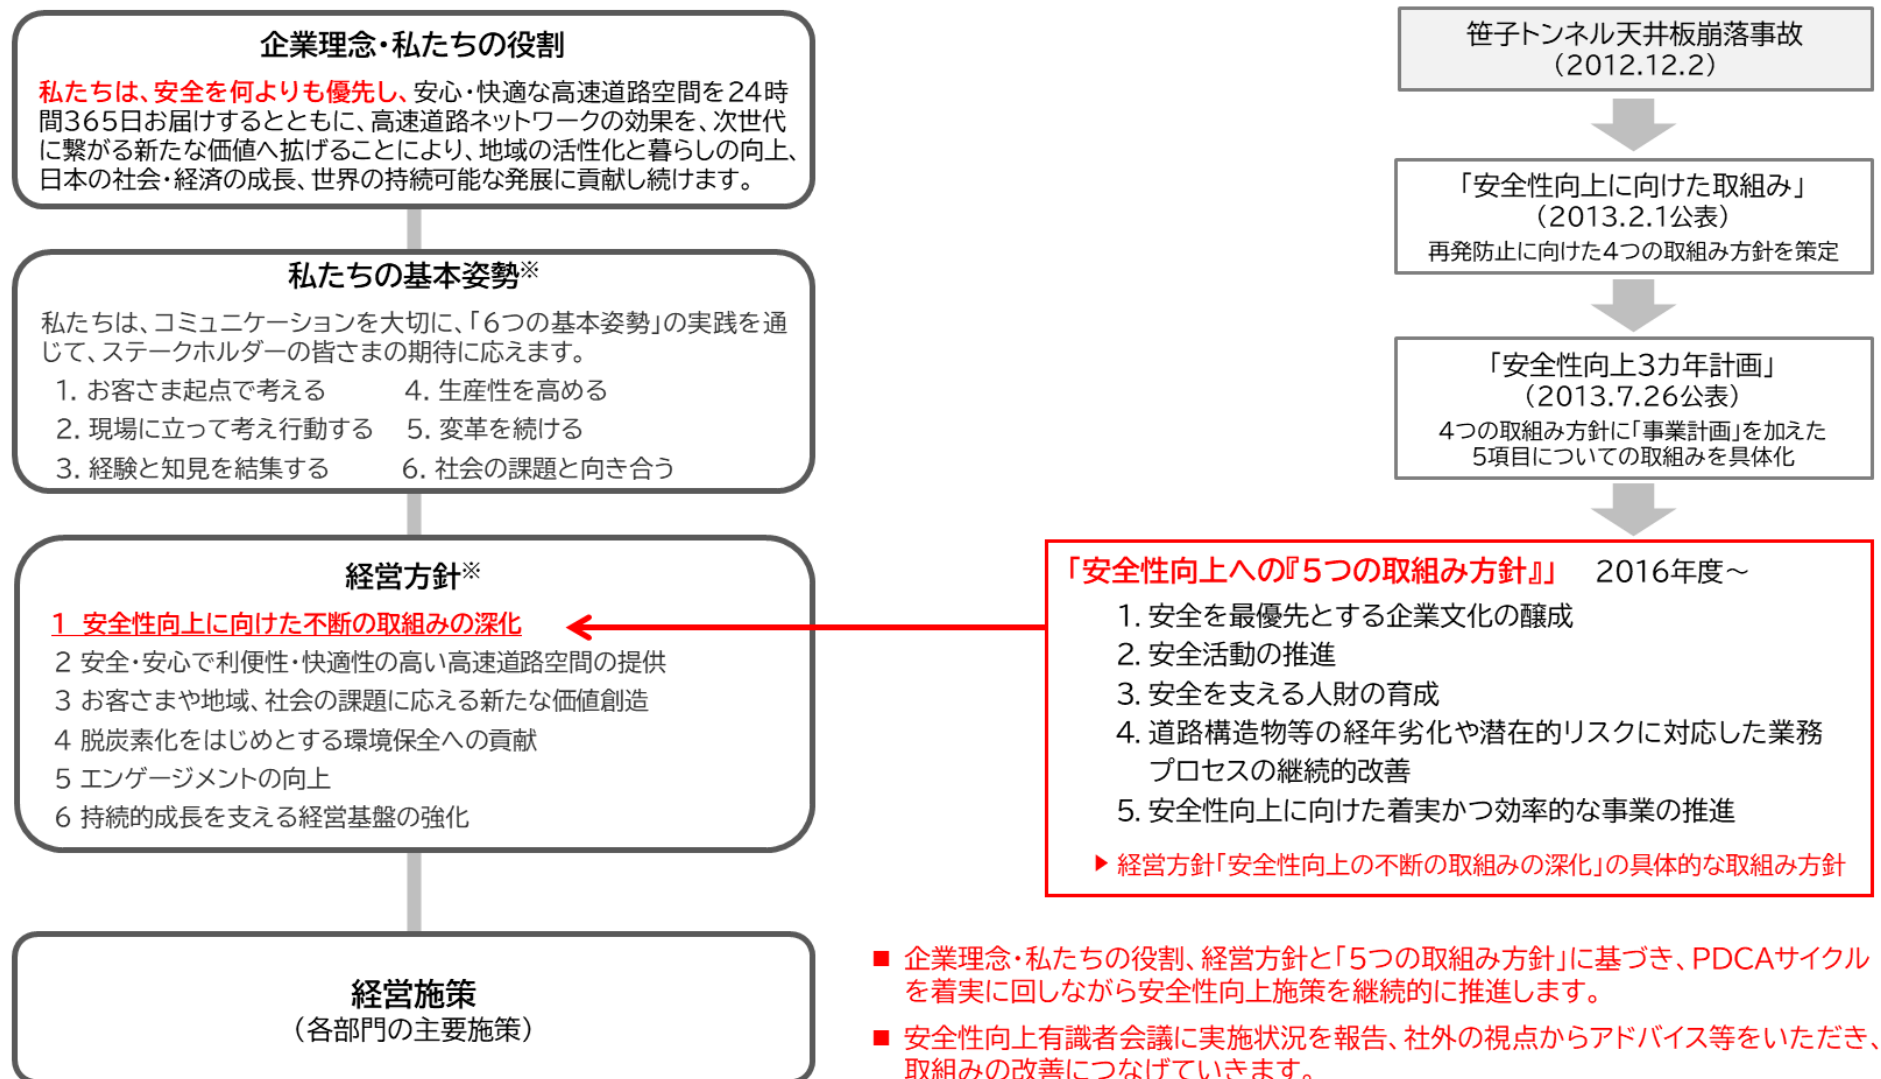 企業理念・私たちの役割
私たちは、安全を何よりも優先し、安心・快適な高速道路空間を24時
間365日お届けするとともに、高速道路ネットワークの効果を、次世代
に繋がる新たな価値へ拡げることにより、地域の活性化と暮らしの向上、
日本の社会・経済の成長、世界の持続可能な発展に貢献し続けます。
私たちの基本姿勢※
私たちは、コミュニケーションを大切に、「6つの基本姿勢」の実践を通
じて、ステークホルダーの皆さまの期待に応えます。
1. お客さま起点で考える
2. 現場に立って考え行動する
3. 経験と知見を結集する
4. 生産性を高める
5. 変革を続ける
6. 社会の課題と向き合う
経営方針※
1 安全性向上に向けた不断の取組みの深化
2 安全・安心で利便性・快適性の高い高速道路空間の提供
3 お客さまや地域、社会の課題に応える新たな価値創造
4 脱炭素化をはじめとする環境保全への貢献
5 エンゲージメントの向上
6 持続的成長を支える経営基盤の強化
経営施策
（各部門の主要施策）
笹子トンネル天井板崩落事故
（2012.12.2）
「安全性向上に向けた取組み」
（2013.2.1公表）
再発防止に向けた4つの取組み方針を策定
「安全性向上3カ年計画」
（2013.7.26公表）
4つの取組み方針に「事業計画」を加えた
5項目についての取組みを具体化
「安全性向上への『5つの取組み方針』」 2016年度～
1. 安全を最優先とする企業文化の醸成
2. 安全活動の推進
3. 安全を支える人財の育成
4. 道路構造物等の経年劣化や潜在的リスクに対応した業務
プロセスの継続的改善
5. 安全性向上に向けた着実かつ効率的な事業の推進
▶ 経営方針「安全性向上の不断の取組みの深化」の具体的な取組み方針
■ 企業理念・私たちの役割、経営方針と「5つの取組み方針」に基づき、PDCAサイクル
を着実に回しながら安全性向上施策を継続的に推進します。
■ 安全性向上有識者会議に実施状況を報告、社外の視点からアドバイス等をいただき、
取組みの改善につなげていきます。